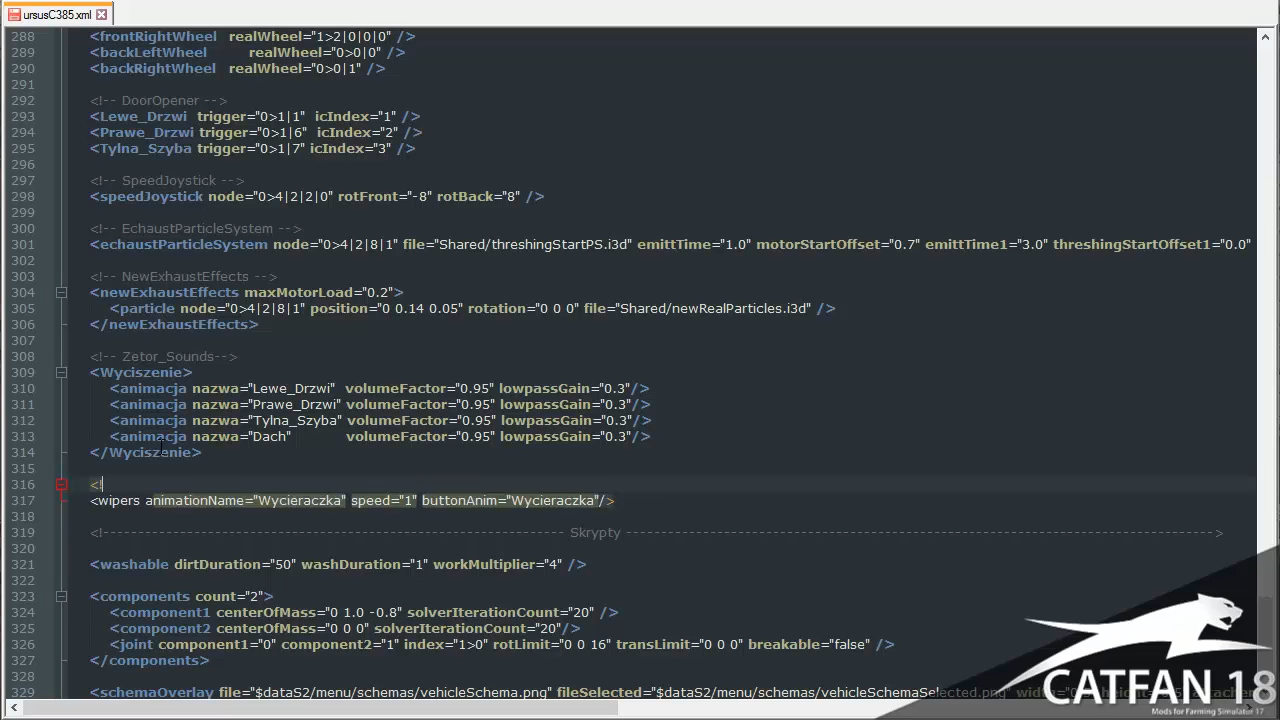 ursusC385.xml
288 <frontRightWheel realWheel="1>2|0|0|0" />
289 <backLeftWheel realWheel="0>0|0" />
290 <backRightWheel realWheel="0>0|1" />
291
292 <!-- DoorOpener -->
293 <Lewe_Drzwi trigger="0>1|1" icIndex="1" />
294 <Prawe_Drzwi trigger="0>1|6" icIndex="2" />
295 <Tylna_Szyba trigger="0>1|7" icIndex="3" />
296
297 <!-- SpeedJoystick -->
298 <speedJoystick node="0>4|2|2|0" rotFront="-8" rotBack="8" />
299
300 <!-- EchaustParticleSystem -->
301 <echaustParticleSystem node="0>4|2|8|1" file="Shared/threshingStartPS.i3d" emittTime="1.0" motorStartOffset="0.7" emittTime1="3.0" threshingStartOffset1="0.0"
302
303 <!-- NewExhaustEffects -->
304 <newExhaustEffects maxMotorLoad="0.2">
305 <particle node="0>4|2|8|1" position="0 0.14 0.05" rotation="0 0 0" file="Shared/newRealParticles.i3d" />
306 </newExhaustEffects>
307
308 <!-- Zetor_Sounds-->
309 <Wyciszenie>
310 <animacja nazwa="Lewe_Drzwi" volumeFactor="0.95" lowpassGain="0.3"/>
311 <animacja nazwa="Prawe_Drzwi" volumeFactor="0.95" lowpassGain="0.3"/>
312 <animacja nazwa="Tylna_Szyba" volumeFactor="0.95" lowpassGain="0.3"/>
313 <animacja nazwa="Dach" volumeFactor="0.95" lowpassGain="0.3"/>
314 </Wyciszenie>
315
316 <!
317 <wipers animationName="Wycieraczka" speed="1" buttonAnim="Wycieraczka"/>
318
319 <!---------------------------------------------------------------------- Skrypty ---------------------------------------------------------------------->
320
321 <washable dirtDuration="50" washDuration="1" workMultiplier="4" />
322
323 <components count="2">
324 <component1 centerOfMass="0 1.0 -0.8" solverIterationCount="20" />
325 <component2 centerOfMass="0 0 0" solverIterationCount="20"/>
326 <joint component1="0" component2="1" index="1>0" rotLimit="0 0 16" transLimit="0 0 0" breakable="false" />
327 </components>
328
329 <schemaOverlay file="$dataS2/menu/schemas/vehicleSchema.png" fileSelected="$dataS2/menu/schemas/vehicleSchemaSelected.png"
CATFAN 18
Mods for Farming Simulator 17